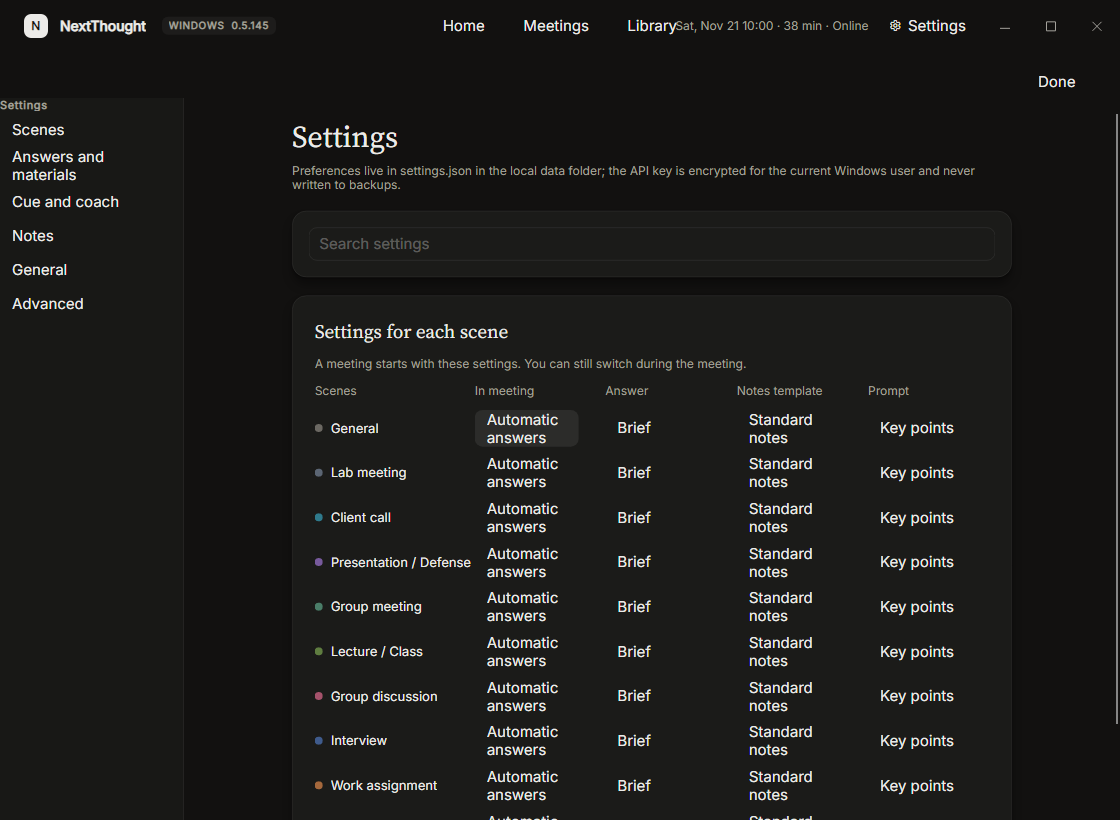 N NextThought WINDOWS 0.5.145 Home Meetings Library Sat, Nov 21 10:00 · 38 min · Online Settings
Done
Settings
Scenes
Answers and
materials
Cue and coach
Notes
General
Advanced
Settings
Preferences live in settings.json in the local data folder; the API key is encrypted for the current Windows user and never
written to backups.
Search settings
Settings for each scene
A meeting starts with these settings. You can still switch during the meeting.
Scenes In meeting Answer Notes template Prompt
General Automatic answers Brief Standard notes Key points
Lab meeting Automatic answers Brief Standard notes Key points
Client call Automatic answers Brief Standard notes Key points
Presentation / Defense Automatic answers Brief Standard notes Key points
Group meeting Automatic answers Brief Standard notes Key points
Lecture / Class Automatic answers Brief Standard notes Key points
Group discussion Automatic answers Brief Standard notes Key points
Interview Automatic answers Brief Standard notes Key points
Work assignment Automatic answers Brief Standard notes Key points